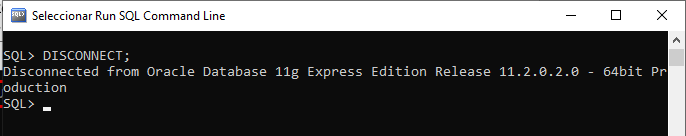 Seleccionar Run SQL Command Line
SQL> DISCONNECT;
Disconnected from Oracle Database 11g Express Edition Release 11.2.0.2.0 - 64bit Pr
oduction
SQL>